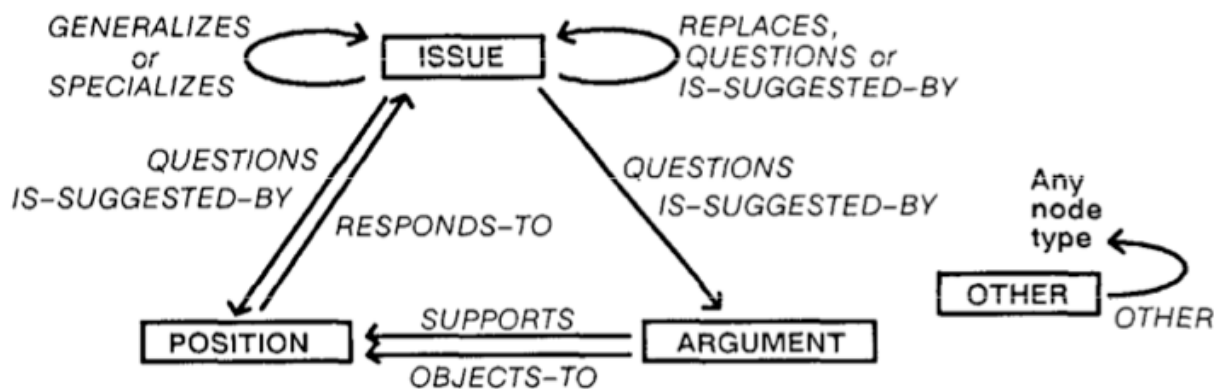 GENERALIZES
or
SPECIALIZES
ISSUE
REPLACES,
QUESTIONS or
IS-SUGGESTED-BY
QUESTIONS
IS-SUGGESTED-BY
RESPONDS-TO
QUESTIONS
IS-SUGGESTED-BY
Any
node
type
OTHER
OTHER
POSITION
SUPPORTS
OBJECTS-TO
ARGUMENT